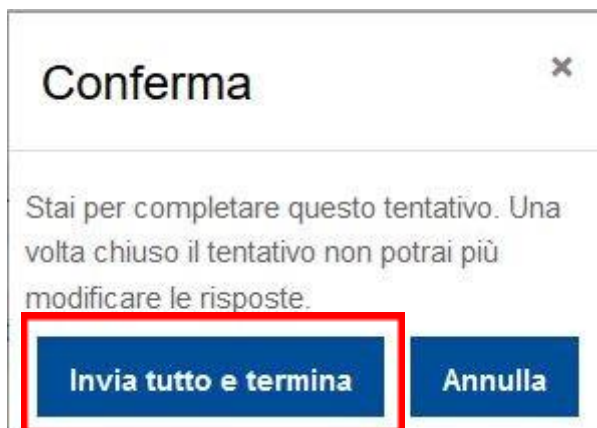 Conferma
×
Stai per completare questo tentativo. Una
volta chiuso il tentativo non potrai più
modificare le risposte.
Invia tutto e termina
Annulla